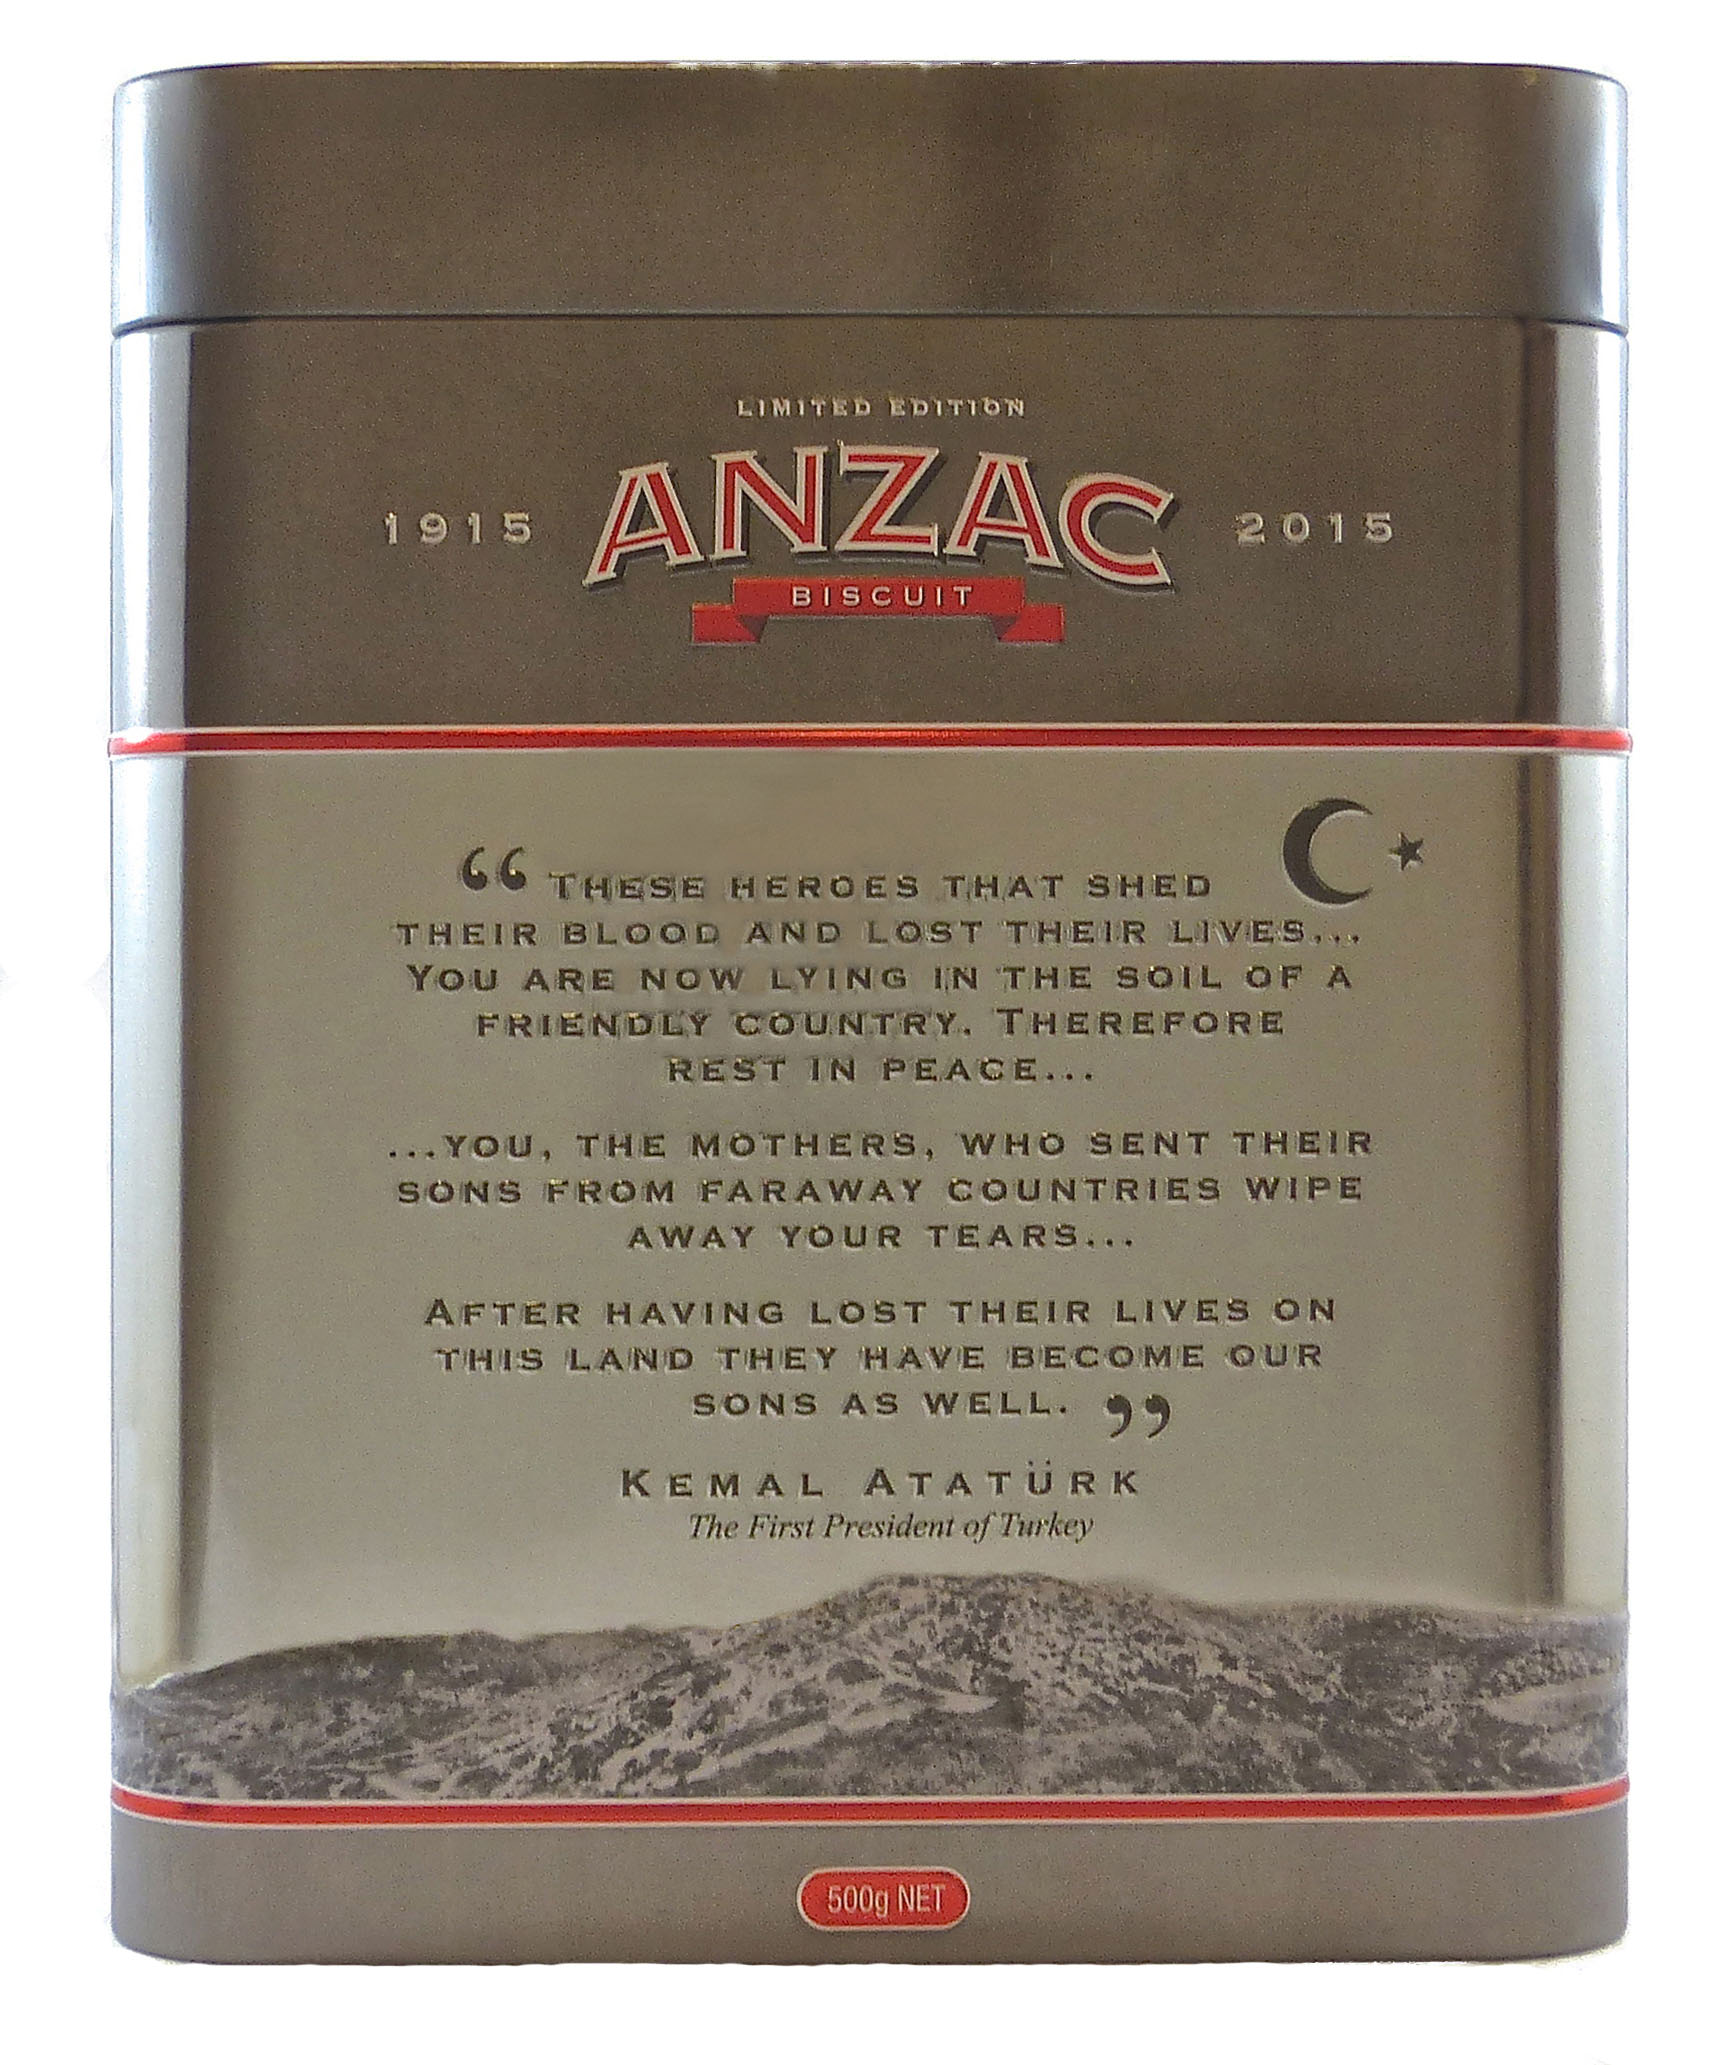 LIMITED EDITION
1915 ANZAC 2015
BISCUIT
“THESE HEROES THAT SHED
THEIR BLOOD AND LOST THEIR LIVES...
YOU ARE NOW LYING IN THE SOIL OF A
FRIENDLY COUNTRY. THEREFORE
REST IN PEACE...
...YOU, THE MOTHERS, WHO SENT THEIR
SONS FROM FARAWAY COUNTRIES WIPE
AWAY YOUR TEARS...
AFTER HAVING LOST THEIR LIVES ON
THIS LAND THEY HAVE BECOME OUR
SONS AS WELL.”
KEMAL ATATÜRK
The First President of Turkey
500g NET